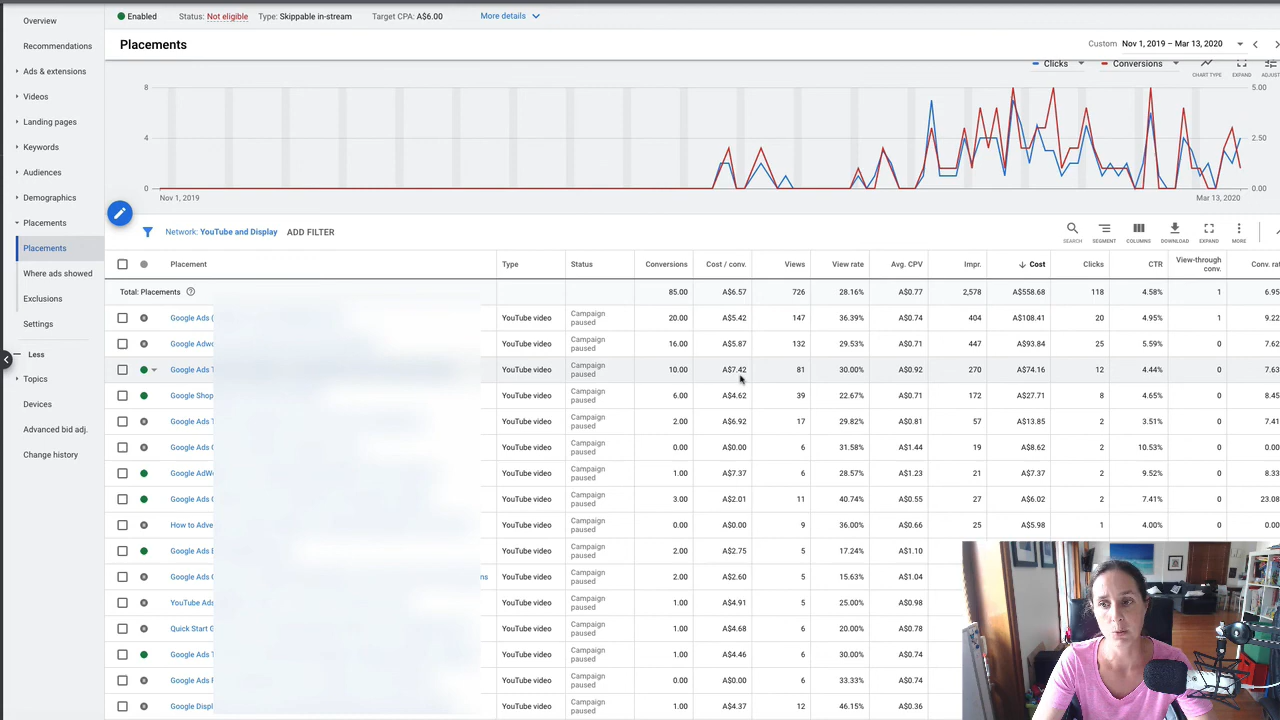 Overview
Recommendations
Ads & extensions
Videos
Landing pages
Keywords
Audiences
Demographics
Placements
Placements
Where ads showed
Exclusions
Settings
Less
Topics
Devices
Advanced bid adj.
Change history
Enabled Status: Not eligible Type: Skippable in-stream Target CPA: A$6.00 More details
Placements Custom Nov 1, 2019 – Mar 13, 2020
Clicks Conversions CHART TYPE EXPAND ADJUST
8 5.00
4 2.50
0 0.00
Nov 1, 2019 Mar 13, 2020
Network: YouTube and Display ADD FILTER SEARCH SEGMENT COLUMNS DOWNLOAD EXPAND MORE
Placement Type Status Conversions Cost / conv. Views View rate Avg. CPV Impr. Cost Clicks CTR View-through conv. Conv. rat
Total: Placements 85.00 A$6.57 726 28.16% A$0.77 2,578 A$558.68 118 4.58% 1 6.95
Google Ads ( YouTube video Campaign paused 20.00 A$5.42 147 36.39% A$0.74 404 A$108.41 20 4.95% 1 9.22
Google Adwo YouTube video Campaign paused 16.00 A$5.87 132 29.53% A$0.71 447 A$93.84 25 5.59% 0 7.62
Google Ads T YouTube video Campaign paused 10.00 A$7.42 81 30.00% A$0.92 270 A$74.16 12 4.44% 0 7.63
Google Shop YouTube video Campaign paused 6.00 A$4.62 39 22.67% A$0.71 172 A$27.71 8 4.65% 0 8.45
Google Ads T YouTube video Campaign paused 2.00 A$6.92 17 29.82% A$0.81 57 A$13.85 2 3.51% 0 7.41
Google Ads YouTube video Campaign paused 0.00 A$0.00 6 31.58% A$1.44 19 A$8.62 2 10.53% 0 0.00
Google AdW YouTube video Campaign paused 1.00 A$7.37 6 28.57% A$1.23 21 A$7.37 2 9.52% 0 8.33
Google Ads YouTube video Campaign paused 3.00 A$2.01 11 40.74% A$0.55 27 A$6.02 2 7.41% 0 23.08
How to Adve YouTube video Campaign paused 0.00 A$0.00 9 36.00% A$0.66 25 A$5.98 1 4.00% 0 0.00
Google Ads YouTube video Campaign paused 2.00 A$2.75 5 17.24% A$1.10
Google Ads ns YouTube video Campaign paused 2.00 A$2.60 5 15.63% A$1.04
YouTube Ads YouTube video Campaign paused 1.00 A$4.91 5 25.00% A$0.98
Quick Start G YouTube video Campaign paused 1.00 A$4.68 6 20.00% A$0.78
Google Ads T YouTube video Campaign paused 1.00 A$4.46 6 30.00% A$0.74
Google Ads YouTube video Campaign paused 0.00 A$0.00 6 33.33% A$0.74
Google Displ YouTube video Campaign paused 1.00 A$4.37 12 46.15% A$0.36